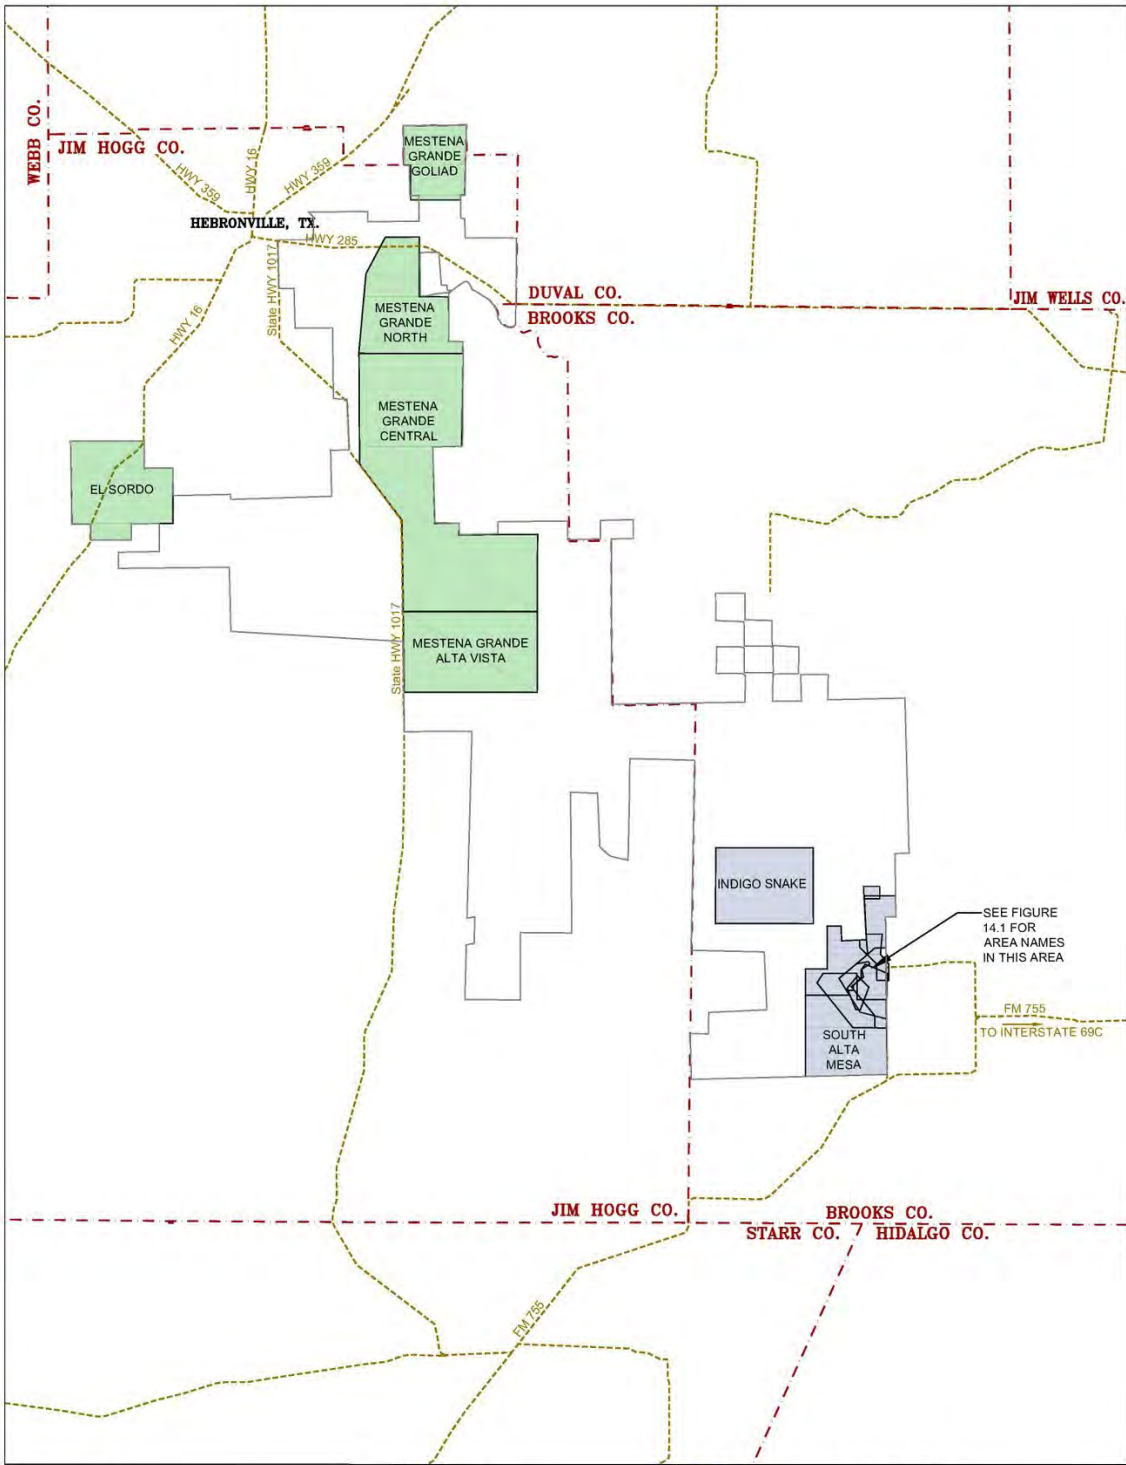 WEBB CO.
JIM HOGG CO.
HWY 359
HWY 16
HWY 359
MESTENA
GRANDE
GOLIAD
HEBRONVILLE, TX.
HWY 285
State HWY 1017
HWY 16
DUVAL CO.
BROOKS CO.
JIM WELLS CO.
MESTENA
GRANDE
NORTH
MESTENA
GRANDE
CENTRAL
EL SORDO
State HWY 1017
MESTENA GRANDE
ALTA VISTA
INDIGO SNAKE
SEE FIGURE
14.1 FOR
AREA NAMES
IN THIS AREA
FM 755
TO INTERSTATE 69C
SOUTH
ALTA
MESA
JIM HOGG CO.
BROOKS CO.
STARR CO.
HIDALGO CO.
FM 755